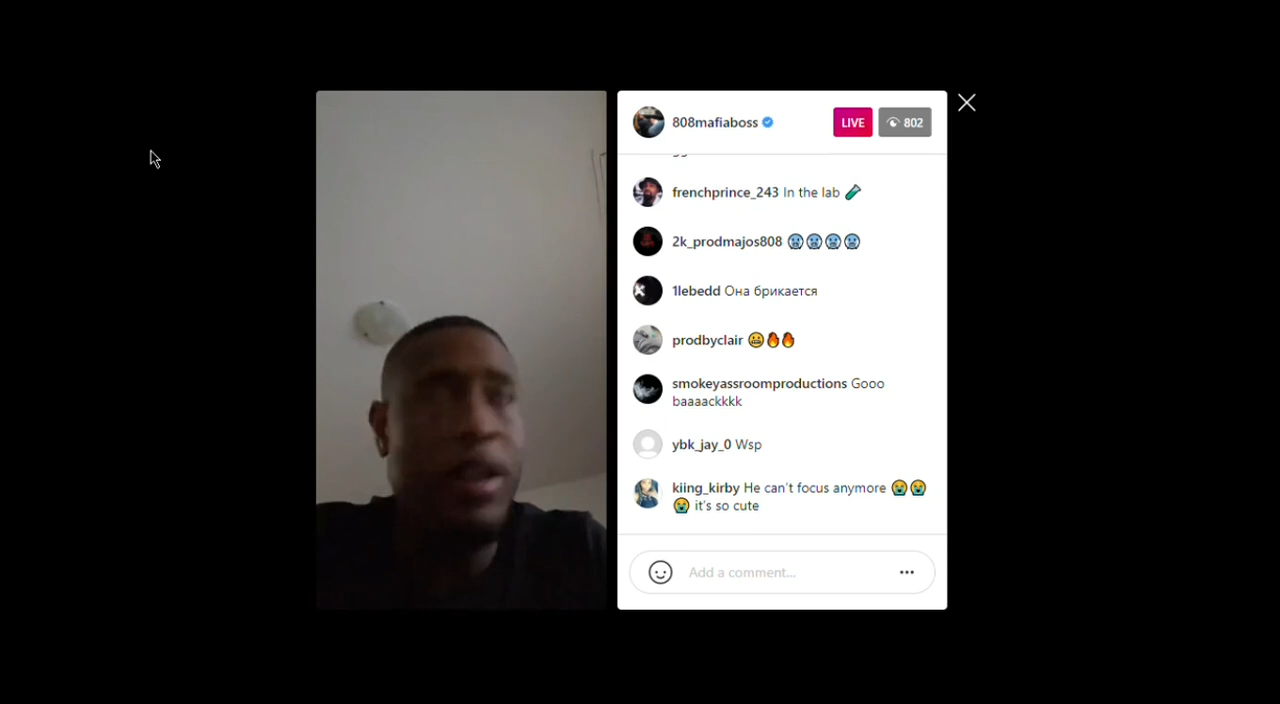 808mafiaboss
LIVE
802
frenchprince_243 In the lab 🧪
2k_prodmajos808 🥶🥶🥶🥶
1lebedd Она брикается
prodbyclair 😬🔥🔥
smokeyassroomproductions Gooo
baaaackkkk
ybk_jay_0 Wsp
kiing_kirby He can't focus anymore 😭😭
😭 it's so cute
Add a comment...